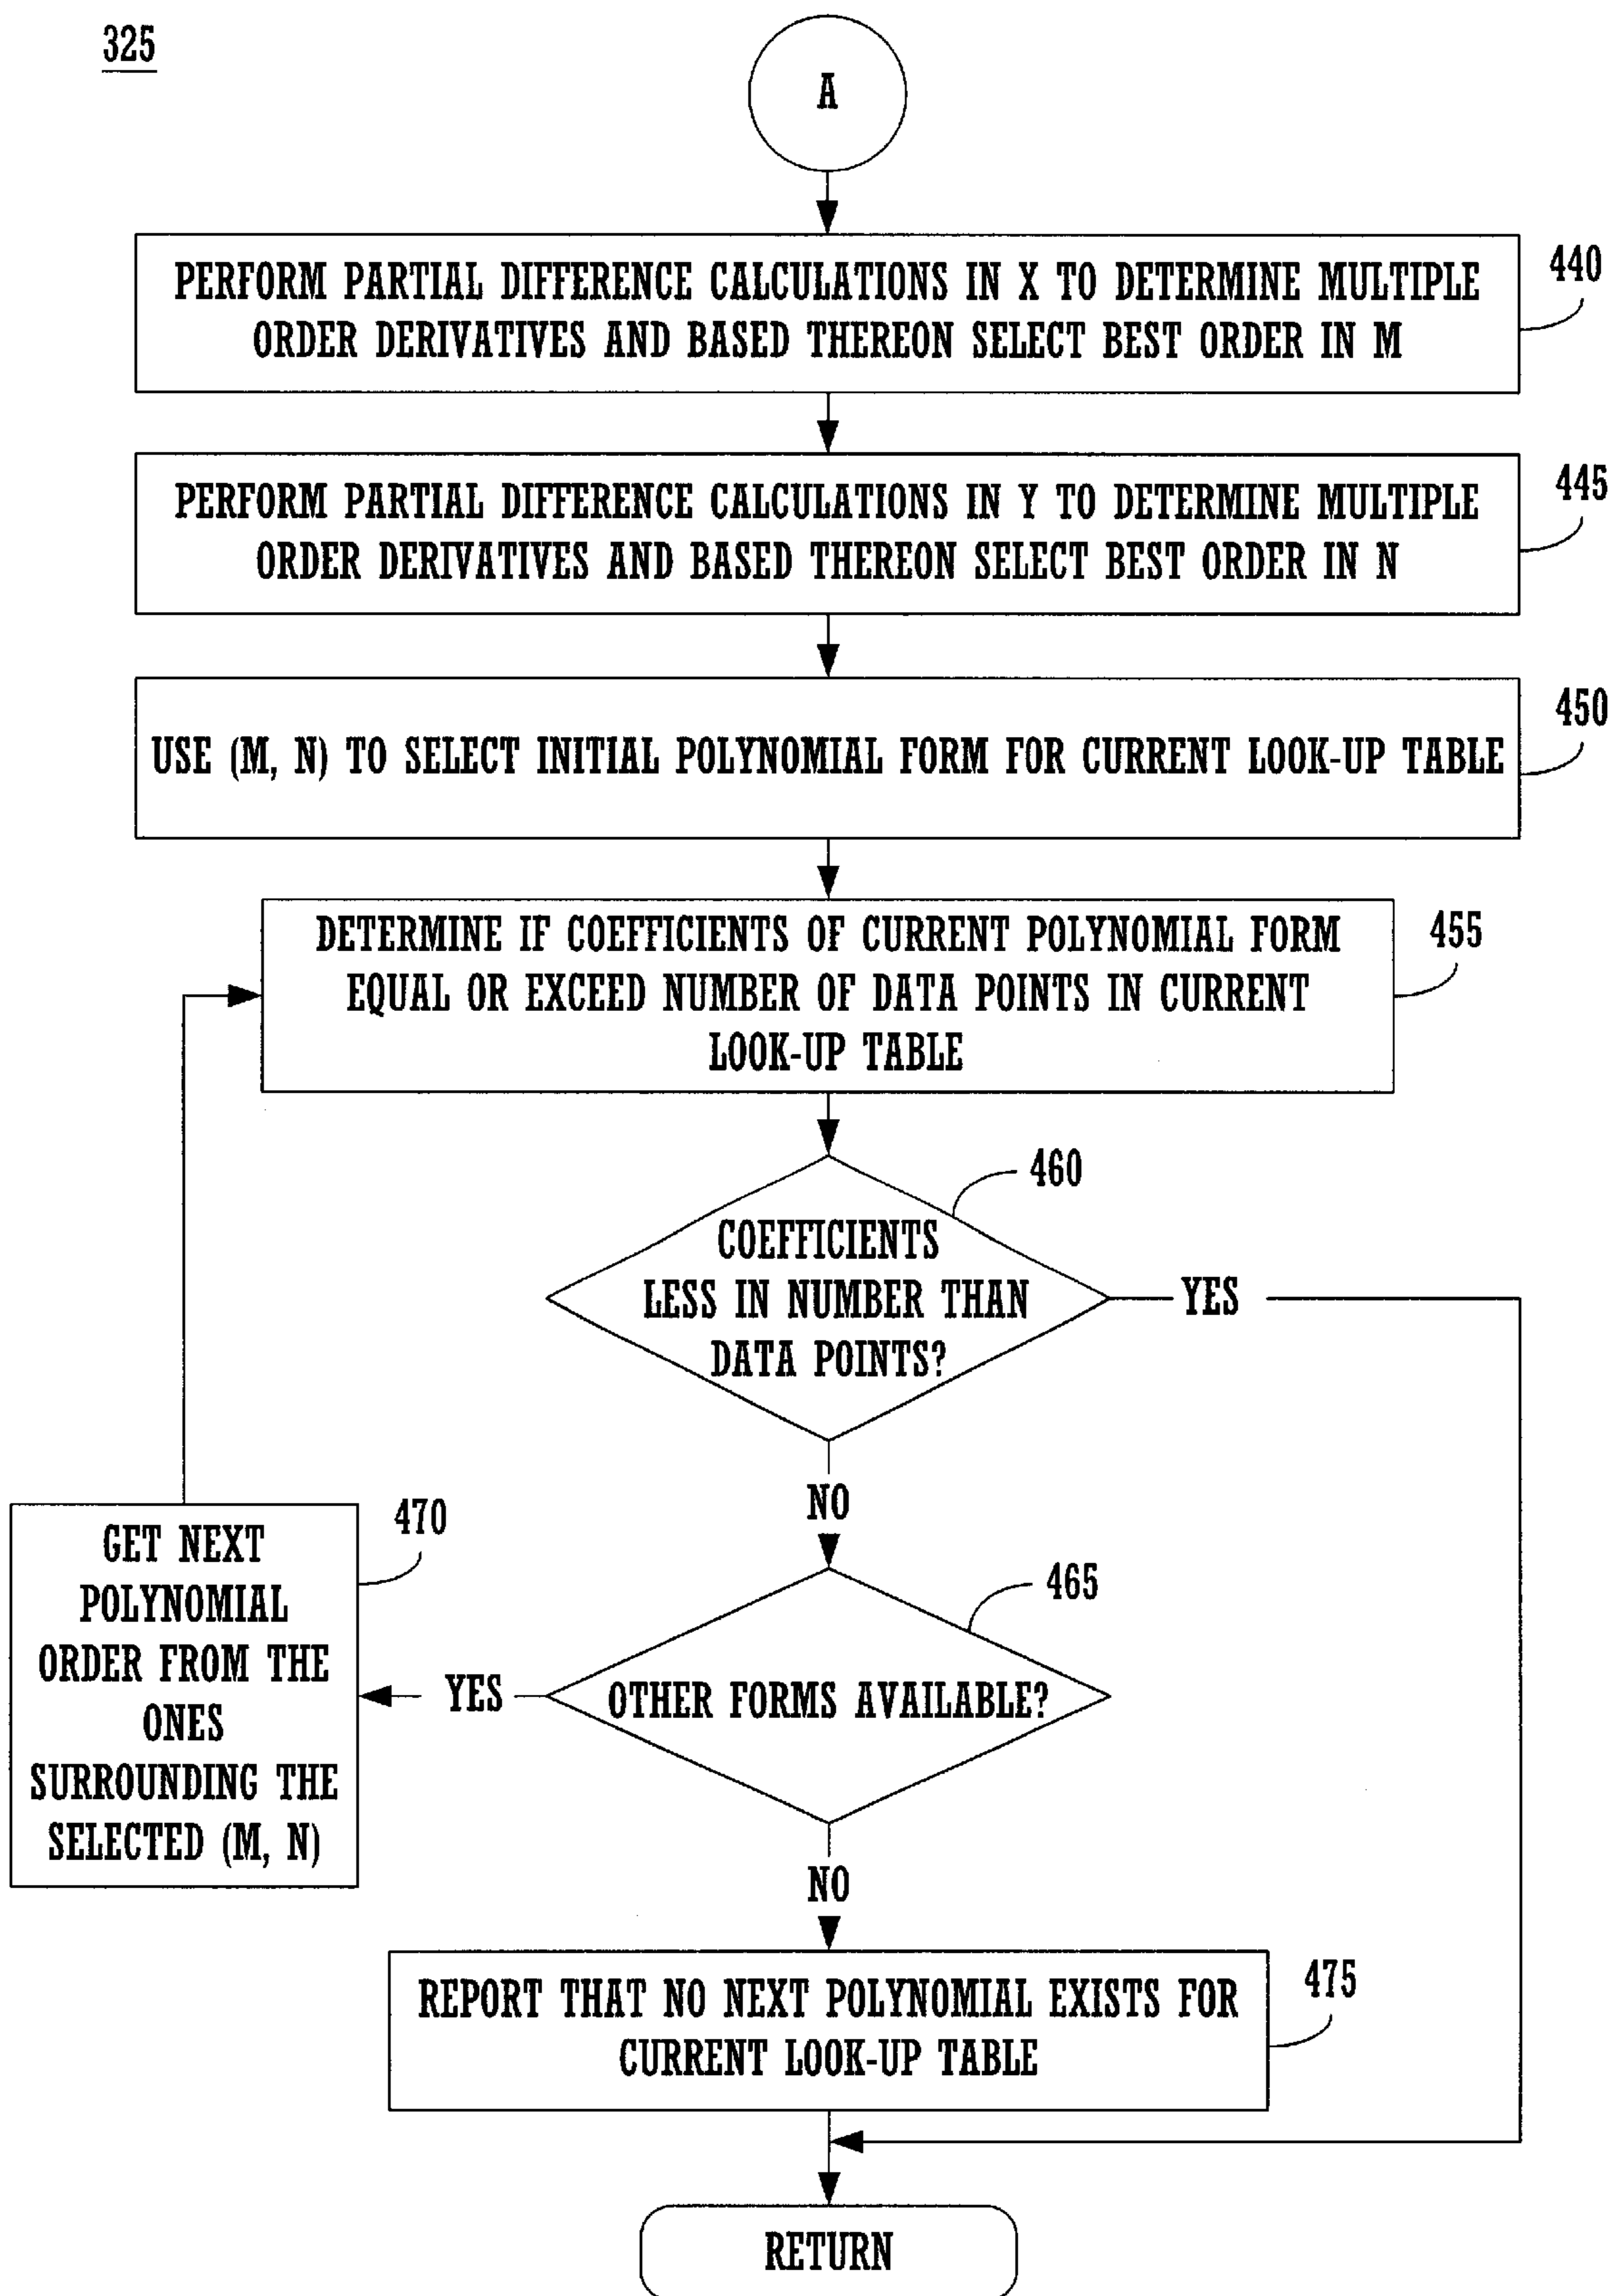 325
A
PERFORM PARTIAL DIFFERENCE CALCULATIONS IN X TO DETERMINE MULTIPLE
ORDER DERIVATIVES AND BASED THEREON SELECT BEST ORDER IN M
440
PERFORM PARTIAL DIFFERENCE CALCULATIONS IN Y TO DETERMINE MULTIPLE
ORDER DERIVATIVES AND BASED THEREON SELECT BEST ORDER IN N
445
USE (M, N) TO SELECT INITIAL POLYNOMIAL FORM FOR CURRENT LOOK-UP TABLE
450
DETERMINE IF COEFFICIENTS OF CURRENT POLYNOMIAL FORM
EQUAL OR EXCEED NUMBER OF DATA POINTS IN CURRENT
LOOK-UP TABLE
455
460
COEFFICIENTS
LESS IN NUMBER THAN
DATA POINTS?
YES
NO
470
GET NEXT
POLYNOMIAL
ORDER FROM THE
ONES
SURROUNDING THE
SELECTED (M, N)
465
YES
OTHER FORMS AVAILABLE?
NO
REPORT THAT NO NEXT POLYNOMIAL EXISTS FOR
CURRENT LOOK-UP TABLE
475
RETURN